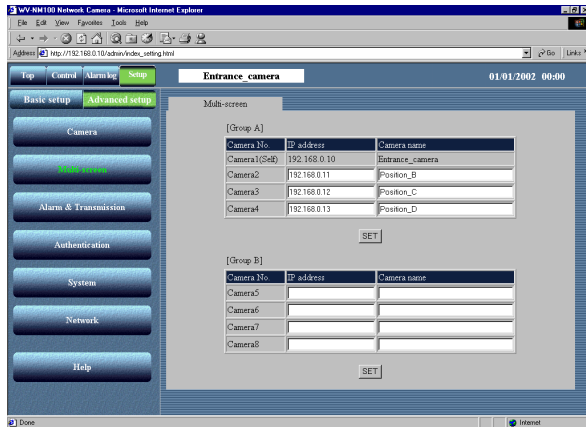 WV-NM100 Network Camera - Microsoft Internet Explorer
File Edit View Favorites Tools Help
Address http://192.168.0.10/admin/index_setting.html Go Links »
Top Control Alarm log Setup Entrance_camera 01/01/2002 00:00
Basic setup Advanced setup
Multi-screen
Camera
Multi-screen
Alarm & Transmission
Authentication
System
Network
Help
[Group A]
Camera No. IP address Camera name
Camera1(Self) 192.168.0.10 Entrance_camera
Camera2 192.168.0.11 Position_B
Camera3 192.168.0.12 Position_C
Camera4 192.168.0.13 Position_D
SET
[Group B]
Camera No. IP address Camera name
Camera5
Camera6
Camera7
Camera8
SET
Done Internet